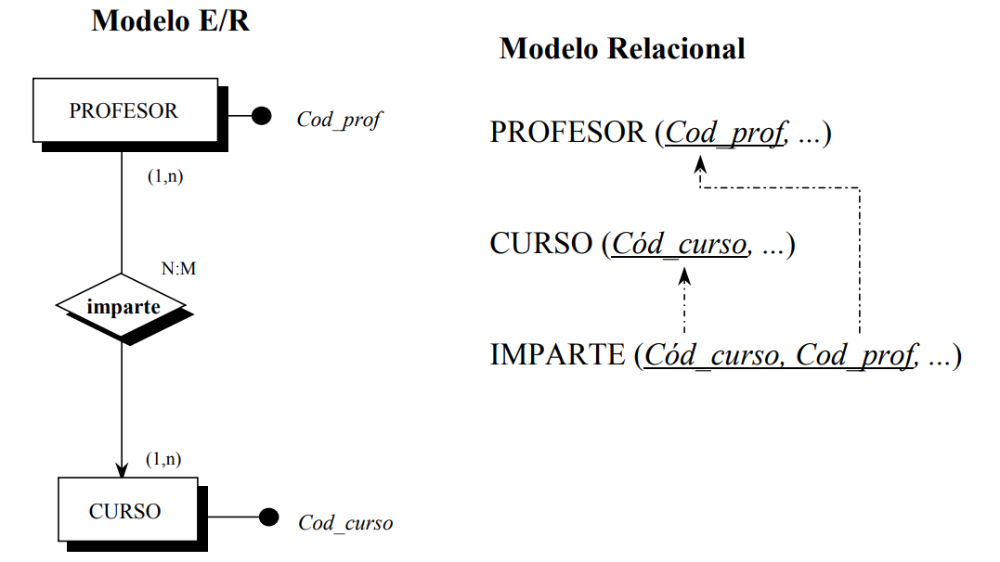 Modelo E/R
PROFESOR
Cod_prof
(1,n)
N:M
imparte
(1,n)
CURSO
Cod_curso
Modelo Relacional
PROFESOR (Cod_prof, ...)
CURSO (Cód_curso, ...)
IMPARTE (Cód_curso, Cod_prof, ...)